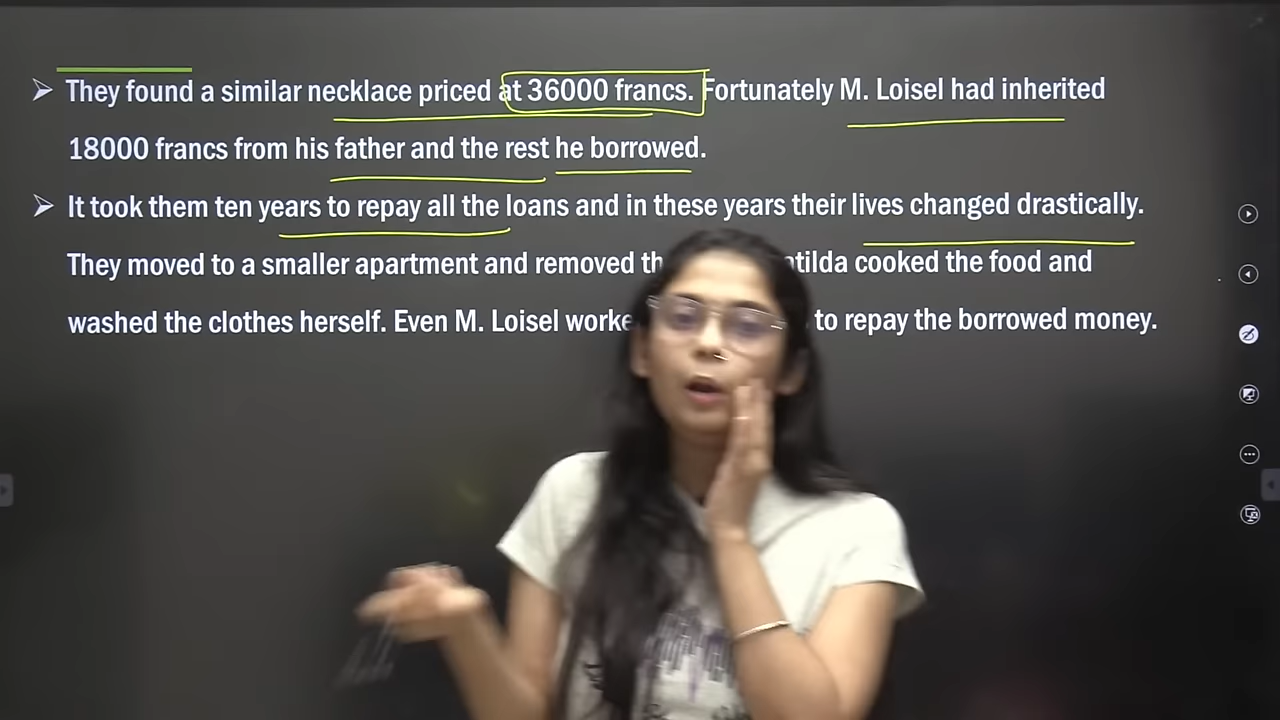 ➤ They found a similar necklace priced at 36000 francs. Fortunately M. Loisel had inherited
18000 francs from his father and the rest he borrowed.
➤ It took them ten years to repay all the loans and in these years their lives changed drastically.
They moved to a smaller apartment and removed cooked the food and
washed the clothes herself. Even M. Loisel to repay the borrowed money.